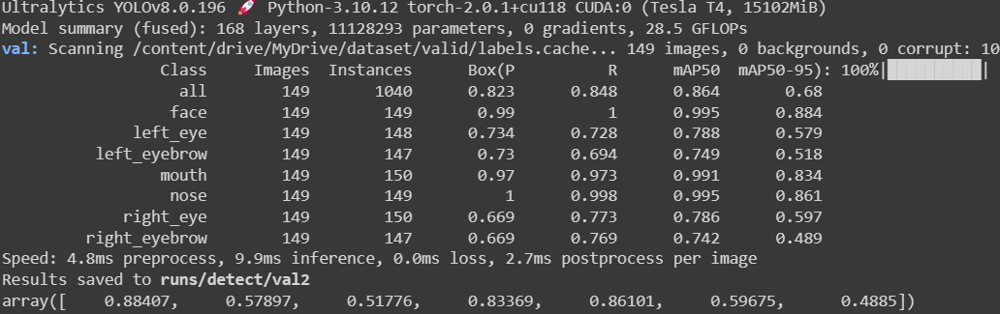 Ultralytics YOLOv8.0.196 🚀 Python-3.10.12 torch-2.0.1+cu118 CUDA:0 (Tesla T4, 15102MiB)
Model summary (fused): 168 layers, 11128293 parameters, 0 gradients, 28.5 GFLOPs
val: Scanning /content/drive/MyDrive/dataset/valid/labels.cache... 149 images, 0 backgrounds, 0 corrupt: 10
Class Images Instances Box(P R mAP50 mAP50-95): 100%|██████████|
all 149 1040 0.823 0.848 0.864 0.68
face 149 149 0.99 1 0.995 0.884
left_eye 149 148 0.734 0.728 0.788 0.579
left_eyebrow 149 147 0.73 0.694 0.749 0.518
mouth 149 150 0.97 0.973 0.991 0.834
nose 149 149 1 0.998 0.995 0.861
right_eye 149 150 0.669 0.773 0.786 0.597
right_eyebrow 149 147 0.669 0.769 0.742 0.489
Speed: 4.8ms preprocess, 9.9ms inference, 0.0ms loss, 2.7ms postprocess per image
Results saved to runs/detect/val2
array([ 0.88407, 0.57897, 0.51776, 0.83369, 0.86101, 0.59675, 0.4885])